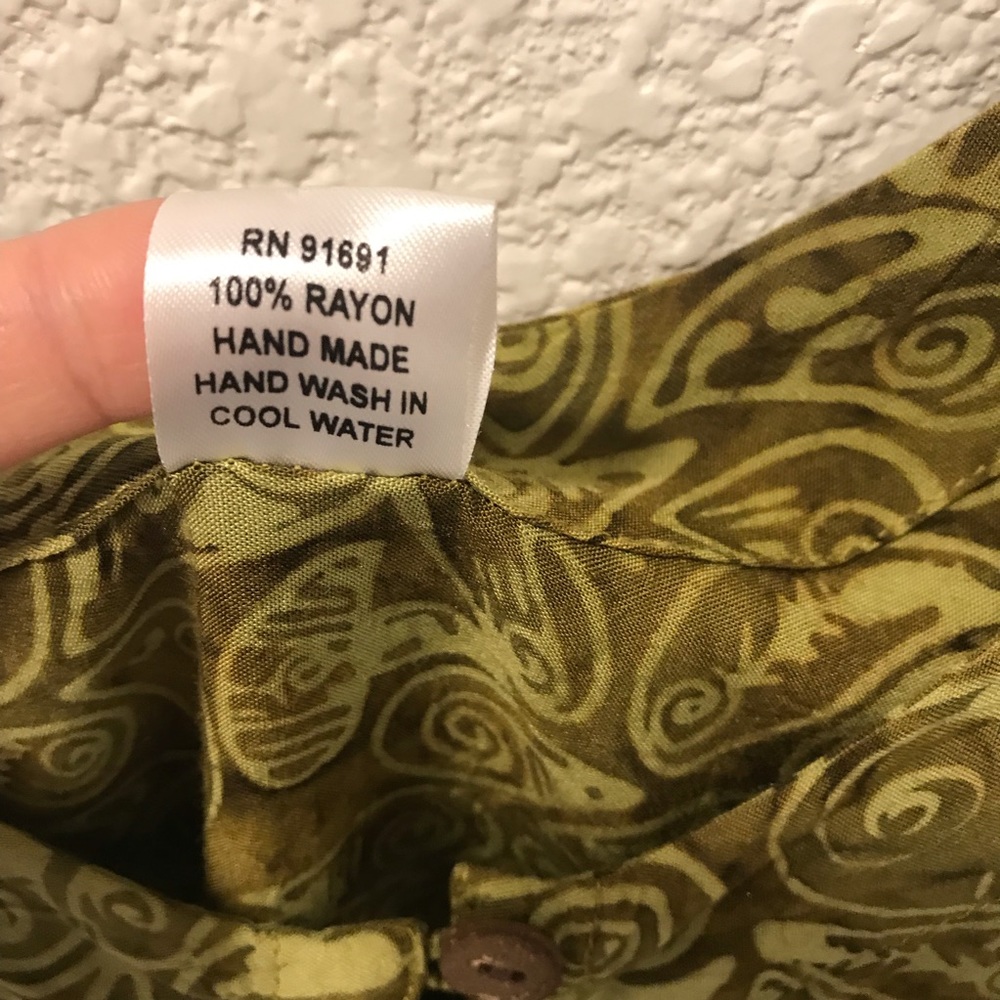 RN 91691
100% RAYON
HAND MADE
HAND WASH IN
COOL WATER